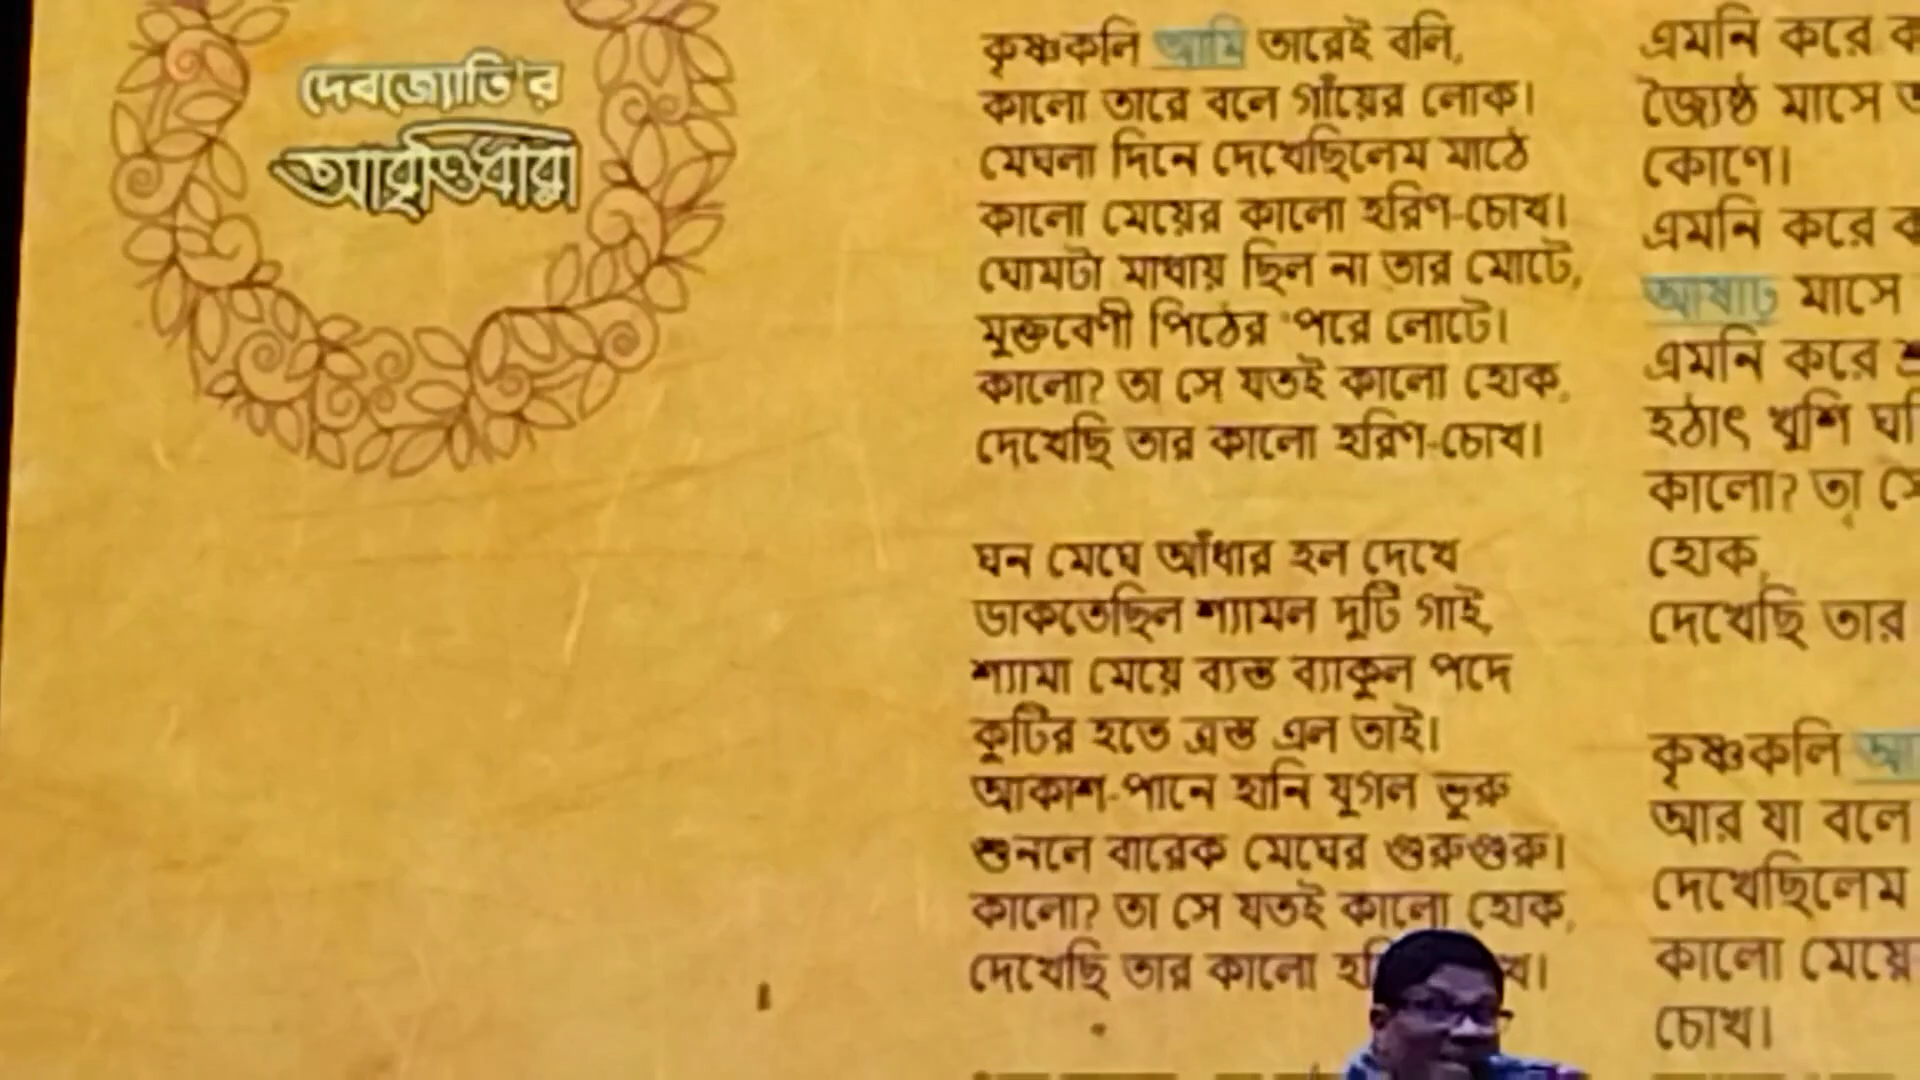 দেবজ্যোতি'র
আবৃত্তিধারা
কৃষ্ণকলি আমি তারেই বলি,
কালো তারে বলে গাঁয়ের লোক।
মেঘলা দিনে দেখেছিলেম মাঠে
কালো মেয়ের কালো হরিণ-চোখ।
ঘোমটা মাথায় ছিল না তার মোটে,
মুক্তবেণী পিঠের 'পরে লোটে।
কালো? তা সে যতই কালো হোক,
দেখেছি তার কালো হরিণ-চোখ।
ঘন মেঘে আঁধার হল দেখে
ডাকতেছিল শ্যামল দুটি গাই,
শ্যামা মেয়ে ব্যস্ত ব্যাকুল পদে
কুটির হতে ত্রস্ত এল তাই।
আকাশ-পানে হানি যুগল ভুরু
শুনলে বারেক মেঘের গুরুগুরু।
কালো? তা সে যতই কালো হোক,
দেখেছি তার কালো
এমনি করে
জ্যৈষ্ঠ মাসে
কোণে।
এমনি করে
আষাঢ় মাসে
এমনি করে
হঠাৎ খুশি
কালো? তা
হোক,
দেখেছি তার
কৃষ্ণকলি
আর যা বলে
দেখেছিলেম
কালো
চোখ।